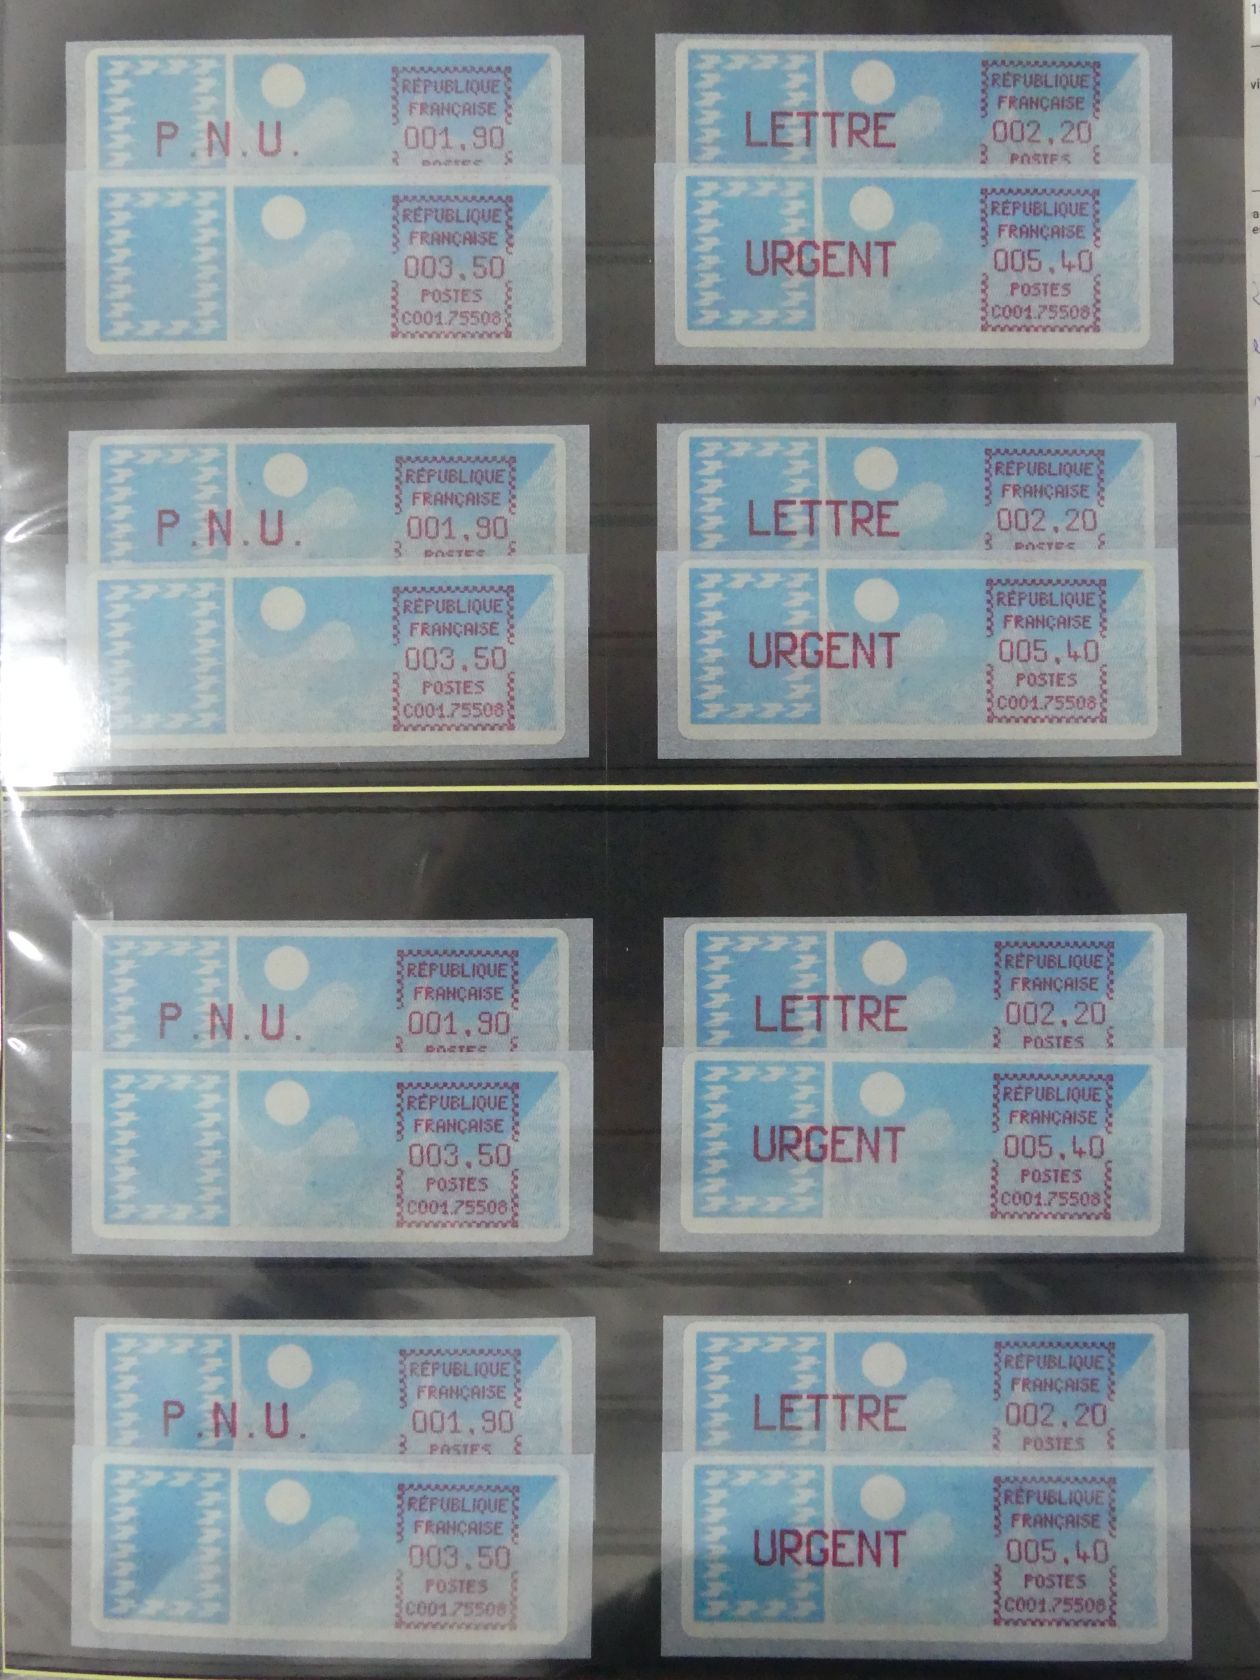 P.N.U.
RÉPUBLIQUE
FRANÇAISE
001,90
POSTES
RÉPUBLIQUE
FRANÇAISE
003,50
POSTES
C001.75508
LETTRE
RÉPUBLIQUE
FRANÇAISE
002,20
POSTES
URGENT
RÉPUBLIQUE
FRANÇAISE
005,40
POSTES
C001.75508
P.N.U.
RÉPUBLIQUE
FRANÇAISE
001,90
POSTES
RÉPUBLIQUE
FRANÇAISE
003,50
POSTES
C001.75508
LETTRE
RÉPUBLIQUE
FRANÇAISE
002,20
POSTES
URGENT
RÉPUBLIQUE
FRANÇAISE
005,40
POSTES
C001.75508
P.N.U.
RÉPUBLIQUE
FRANÇAISE
001,90
POSTES
RÉPUBLIQUE
FRANÇAISE
003,50
POSTES
C001.75508
LETTRE
RÉPUBLIQUE
FRANÇAISE
002,20
POSTES
URGENT
RÉPUBLIQUE
FRANÇAISE
005,40
POSTES
C001.75508
P.N.U.
RÉPUBLIQUE
FRANÇAISE
001,90
POSTES
RÉPUBLIQUE
FRANÇAISE
003,50
POSTES
C001.75508
LETTRE
RÉPUBLIQUE
FRANÇAISE
002,20
POSTES
URGENT
RÉPUBLIQUE
FRANÇAISE
005,40
POSTES
C001.75508